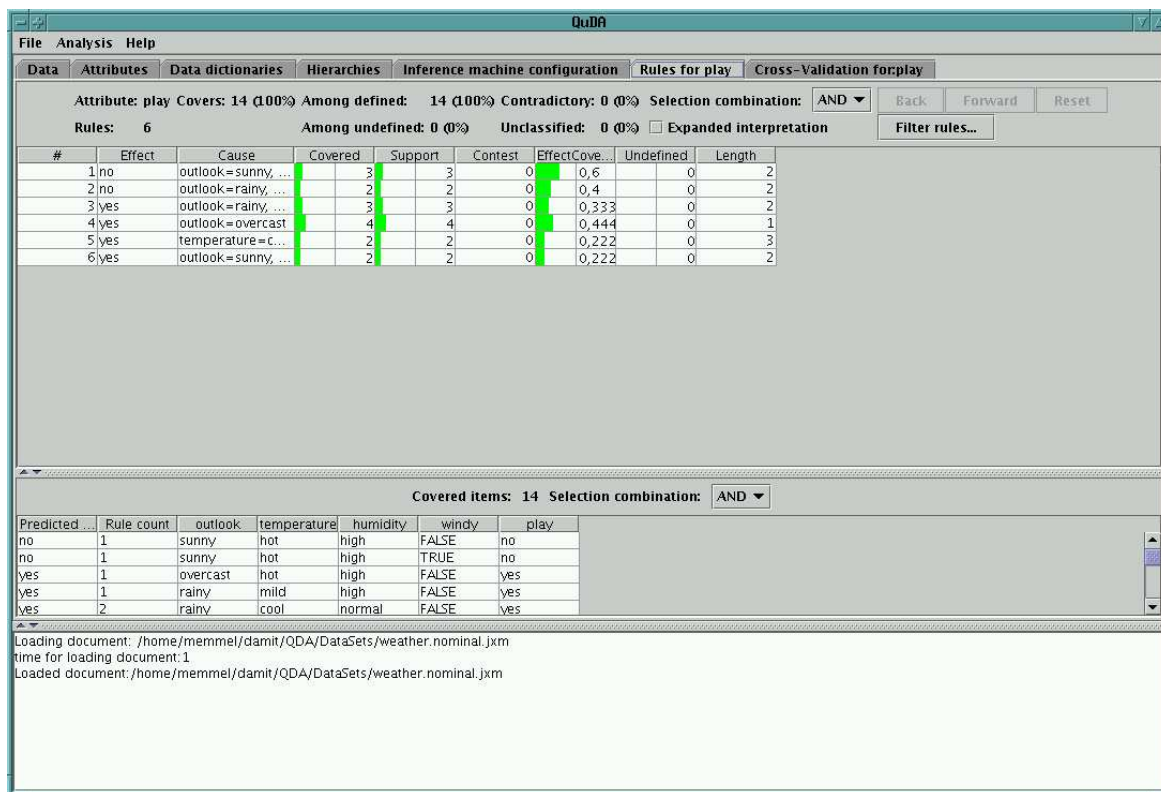 QuDA
File Analysis Help
Data Attributes Data dictionaries Hierarchies Inference machine configuration Rules for play Cross-Validation for:play
Attribute: play Covers: 14 (100%) Among defined: 14 (100%) Contradictory: 0 (0%) Selection combination: AND Back Forward Reset
Rules: 6 Among undefined: 0 (0%) Unclassified: 0 (0%) Expanded interpretation Filter rules...
# Effect Cause Covered Support Contest EffectCove... Undefined Length
1 no outlook=sunny, ... 3 3 0 0,6 0 2
2 no outlook=rainy, ... 2 2 0 0,4 0 2
3 yes outlook=rainy, ... 3 3 0 0,333 0 2
4 yes outlook=overcast 4 4 0 0,444 0 1
5 yes temperature=c... 2 2 0 0,222 0 3
6 yes outlook=sunny, ... 2 2 0 0,222 0 2
Covered items: 14 Selection combination: AND
Predicted ... Rule count outlook temperature humidity windy play
no 1 sunny hot high FALSE no
no 1 sunny hot high TRUE no
yes 1 overcast hot high FALSE yes
yes 1 rainy mild high FALSE yes
yes 2 rainy cool normal FALSE yes
Loading document: /home/memmel/damit/QDA/DataSets/weather.nominal.jxm
time for loading document:1
Loaded document:/home/memmel/damit/QDA/DataSets/weather.nominal.jxm